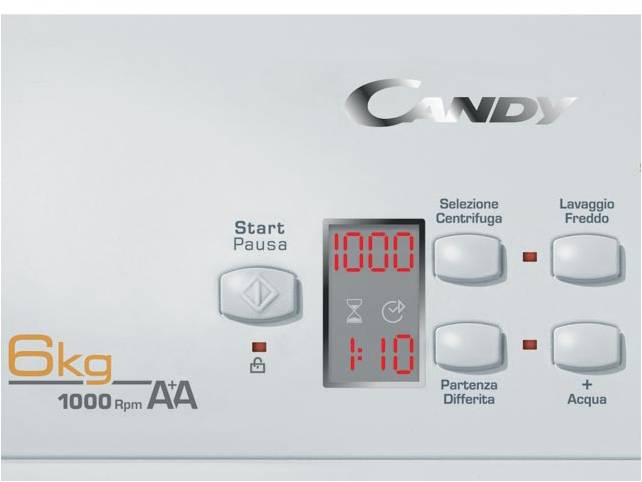 CANDY
Selezione
Centrifuga
Lavaggio
Freddo
Start
Pausa
1000
1:10
6kg
1000 Rpm A+A
Partenza
Differita
+
Acqua